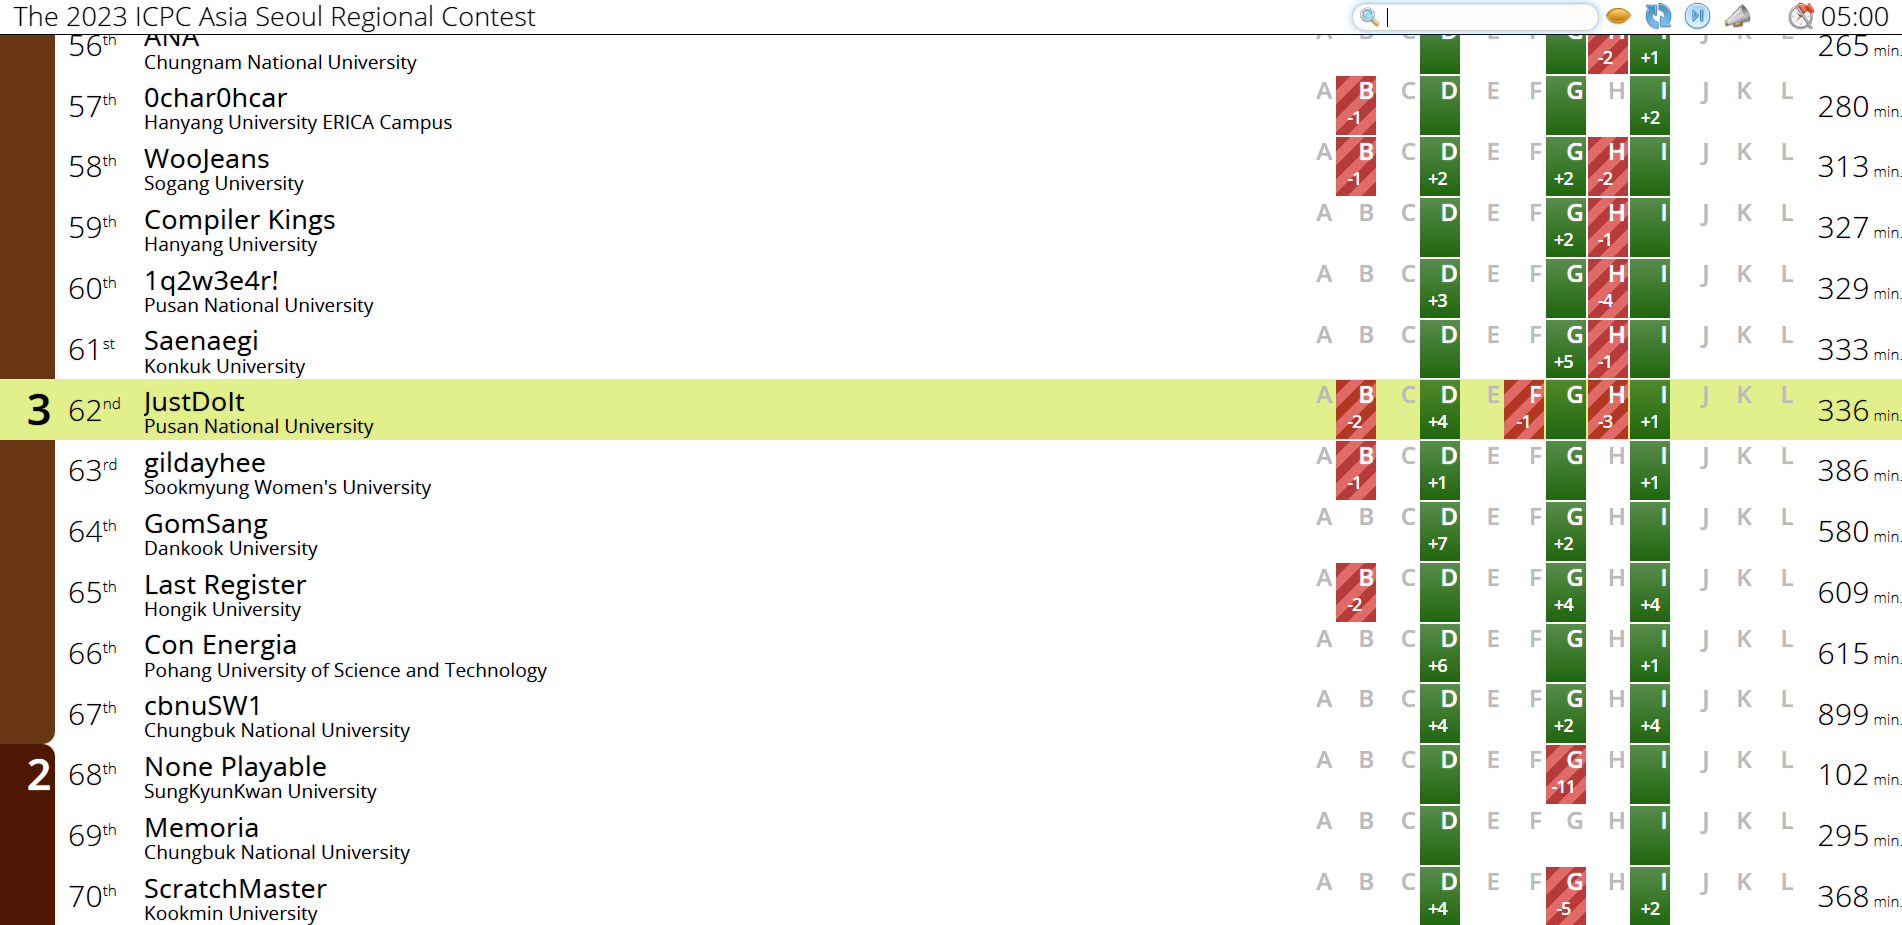 The 2023 ICPC Asia Seoul Regional Contest 05:00
56th ANA A B C D E F G H I J K L 265 min.
Chungnam National University -2 +1
57th 0char0hcar A B C D E F G H I J K L 280 min.
Hanyang University ERICA Campus -1 +2
58th WooJeans A B C D E F G H I J K L 313 min.
Sogang University -1 +2 +2 -2
59th Compiler Kings A B C D E F G H I J K L 327 min.
Hanyang University +2 -1
60th 1q2w3e4r! A B C D E F G H I J K L 329 min.
Pusan National University +3 -4
61st Saenaegi A B C D E F G H I J K L 333 min.
Konkuk University +5 -1
3 62nd JustDoIt A B C D E F G H I J K L 336 min.
Pusan National University -2 +4 -1 -3 +1
63rd gildayhee A B C D E F G H I J K L 386 min.
Sookmyung Women's University -1 +1 +1
64th GomSang A B C D E F G H I J K L 580 min.
Dankook University +7 +2
65th Last Register A B C D E F G H I J K L 609 min.
Hongik University -2 +4 +4
66th Con Energia A B C D E F G H I J K L 615 min.
Pohang University of Science and Technology +6 +1
67th cbnuSW1 A B C D E F G H I J K L 899 min.
Chungbuk National University +4 +2 +4
2 68th None Playable A B C D E F G H I J K L 102 min.
SungKyunKwan University -11
69th Memoria A B C D E F G H I J K L 295 min.
Chungbuk National University
70th ScratchMaster A B C D E F G H I J K L 368 min.
Kookmin University +4 -5 +2